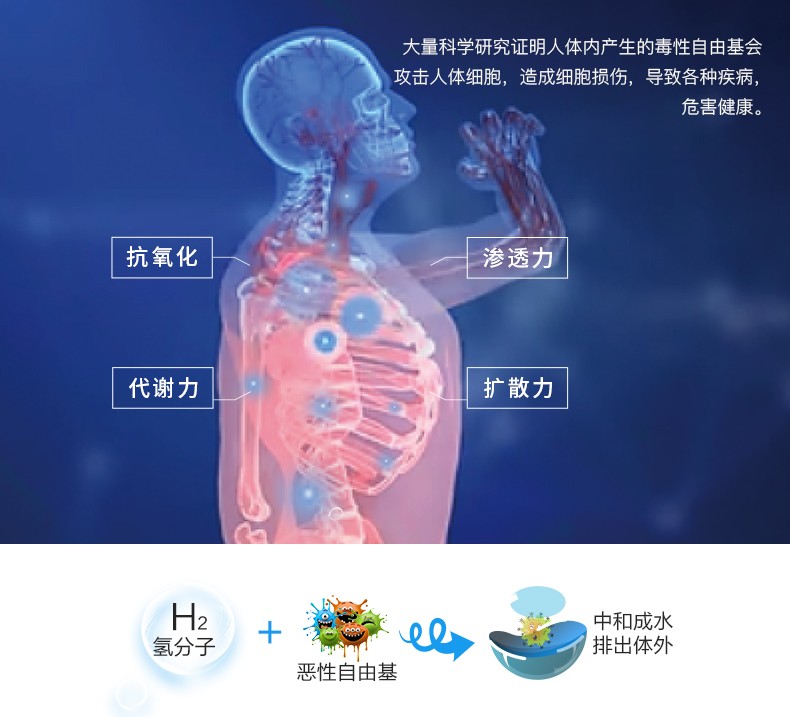 大量科学研究证明人体内产生的毒性自由基会
攻击人体细胞，造成细胞损伤，导致各种疾病，
危害健康。
抗氧化
渗透力
代谢力
扩散力
H2
氢分子
+
恶性自由基
中和成水
排出体外